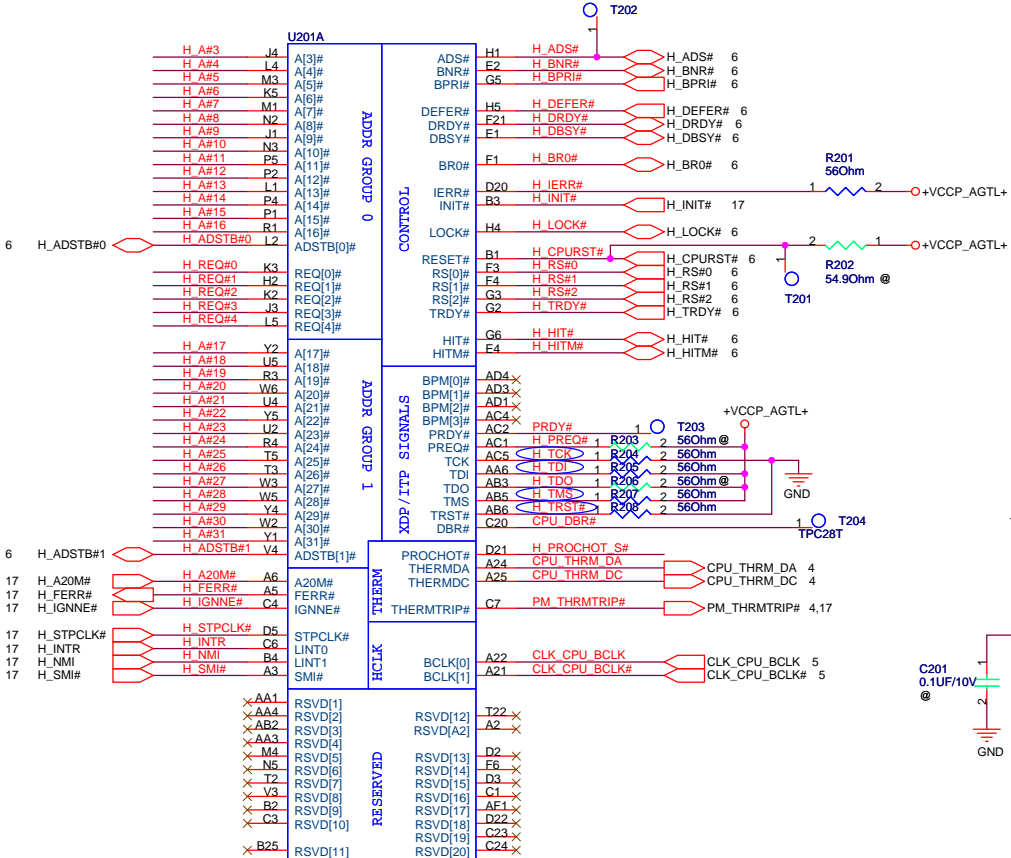 T202
1
U201A
H_A#3 J4 A[3]# ADS# H1 H_ADS# H_ADS# 6
H_A#4 L4 A[4]# BNR# E2 H_BNR# H_BNR# 6
H_A#5 M3 A[5]# BPRI# G5 H_BPRI# H_BPRI# 6
H_A#6 K5 A[6]#
H_A#7 M1 A[7]# DEFER# H5 H_DEFER# H_DEFER# 6
H_A#8 N2 A[8]# DRDY# F21 H_DRDY# H_DRDY# 6
H_A#9 J1 A[9]# DBSY# E1 H_DBSY# H_DBSY# 6
H_A#10 N3 A[10]#
H_A#11 P5 A[11]# BR0# F1 H_BR0# H_BR0# 6
H_A#12 P2 A[12]#
H_A#13 L1 A[13]# IERR# D20 H_IERR# 1 R201 56Ohm 2 +VCCP_AGTL+
H_A#14 P4 A[14]# INIT# B3 H_INIT# H_INIT# 17
H_A#15 P1 A[15]#
H_A#16 R1 A[16]# LOCK# H4 H_LOCK# H_LOCK# 6
6 H_ADSTB#0 H_ADSTB#0 L2 ADSTB[0]#
ADDR GROUP 0
CONTROL
RESET# B1 H_CPURST# H_CPURST# 6 1 T201 2 R202 54.9Ohm @ 1 +VCCP_AGTL+
H_REQ#0 K3 REQ[0]# RS[0]# F3 H_RS#0 H_RS#0 6
H_REQ#1 H2 REQ[1]# RS[1]# F4 H_RS#1 H_RS#1 6
H_REQ#2 K2 REQ[2]# RS[2]# G3 H_RS#2 H_RS#2 6
H_REQ#3 J3 REQ[3]# TRDY# G2 H_TRDY# H_TRDY# 6
H_REQ#4 L5 REQ[4]#
HIT# G6 H_HIT# H_HIT# 6
H_A#17 Y2 A[17]# HITM# E4 H_HITM# H_HITM# 6
H_A#18 U5 A[18]#
H_A#19 R3 A[19]# BPM[0]# AD4
H_A#20 W6 A[20]# BPM[1]# AD3
H_A#21 U4 A[21]# BPM[2]# AD1
H_A#22 Y5 A[22]# BPM[3]# AC4
+VCCP_AGTL+
H_A#23 U2 A[23]# PRDY# AC2 PRDY# 1 T203
H_A#24 R4 A[24]# PREQ# AC1 H_PREQ# 1 R203 2 56Ohm @
H_A#25 T5 A[25]# TCK AC5 H_TCK 1 R204 2 56Ohm
H_A#26 T3 A[26]# TDI AA6 H_TDI 1 R205 2 56Ohm
H_A#27 W3 A[27]# TDO AB3 H_TDO 1 R206 2 56Ohm @
H_A#28 W5 A[28]# TMS AB5 H_TMS 1 R207 2 56Ohm
H_A#29 Y4 A[29]# TRST# AB6 H_TRST# 1 R208 2 56Ohm
GND
H_A#30 W2 A[30]# DBR# C20 CPU_DBR# 1 T204
TPC28T
H_A#31 Y1 A[31]#
6 H_ADSTB#1 H_ADSTB#1 V4 ADSTB[1]# PROCHOT# D21 H_PROCHOT_S#
ADDR GROUP 1
XDP/ITP SIGNALS
THERMDA A24 CPU_THRM_DA CPU_THRM_DA 4
17 H_A20M# H_A20M# A6 A20M# THERMDC A25 CPU_THRM_DC CPU_THRM_DC 4
17 H_FERR# H_FERR# A5 FERR#
17 H_IGNNE# H_IGNNE# C4 IGNNE# THERMTRIP# C7 PM_THRMTRIP# PM_THRMTRIP# 4,17
THERM
17 H_STPCLK# H_STPCLK# D5 STPCLK#
17 H_INTR H_INTR C6 LINT0
17 H_NMI H_NMI B4 LINT1 BCLK[0] A22 CLK_CPU_BCLK CLK_CPU_BCLK 5
17 H_SMI# H_SMI# A3 SMI# BCLK[1] A21 CLK_CPU_BCLK# CLK_CPU_BCLK# 5
HCLK
C201
0.1UF/10V
@
1
2
GND
AA1 RSVD[1]
AA4 RSVD[2] RSVD[12] T22
AB2 RSVD[3] RSVD[A2] A2
AA3 RSVD[4]
M4 RSVD[5] RSVD[13] D2
N5 RSVD[6] RSVD[14] F6
T2 RSVD[7] RSVD[15] D3
V3 RSVD[8] RSVD[16] C1
B2 RSVD[9] RSVD[17] AF1
C3 RSVD[10] RSVD[18] D22
RSVD[19] C23
B25 RSVD[11] RSVD[20] C24
RESERVED